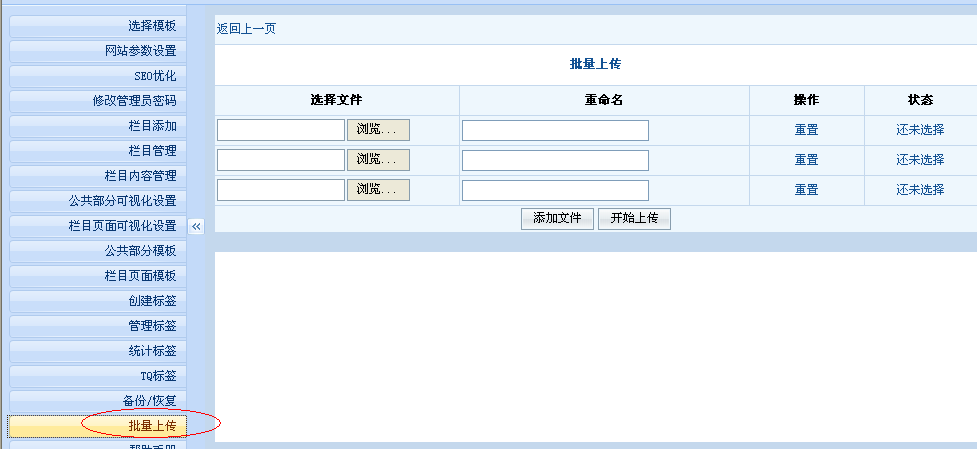 选择模板
网站参数设置
SEO优化
修改管理员密码
栏目添加
栏目管理
栏目内容管理
公共部分可视化设置
栏目页面可视化设置
公共部分模板
栏目页面模板
创建标签
管理标签
统计标签
TQ标签
备份/恢复
批量上传
帮助手册
«
返回上一页
批量上传
选择文件 重命名 操作 状态
浏览... 重置 还未选择
浏览... 重置 还未选择
浏览... 重置 还未选择
添加文件 开始上传